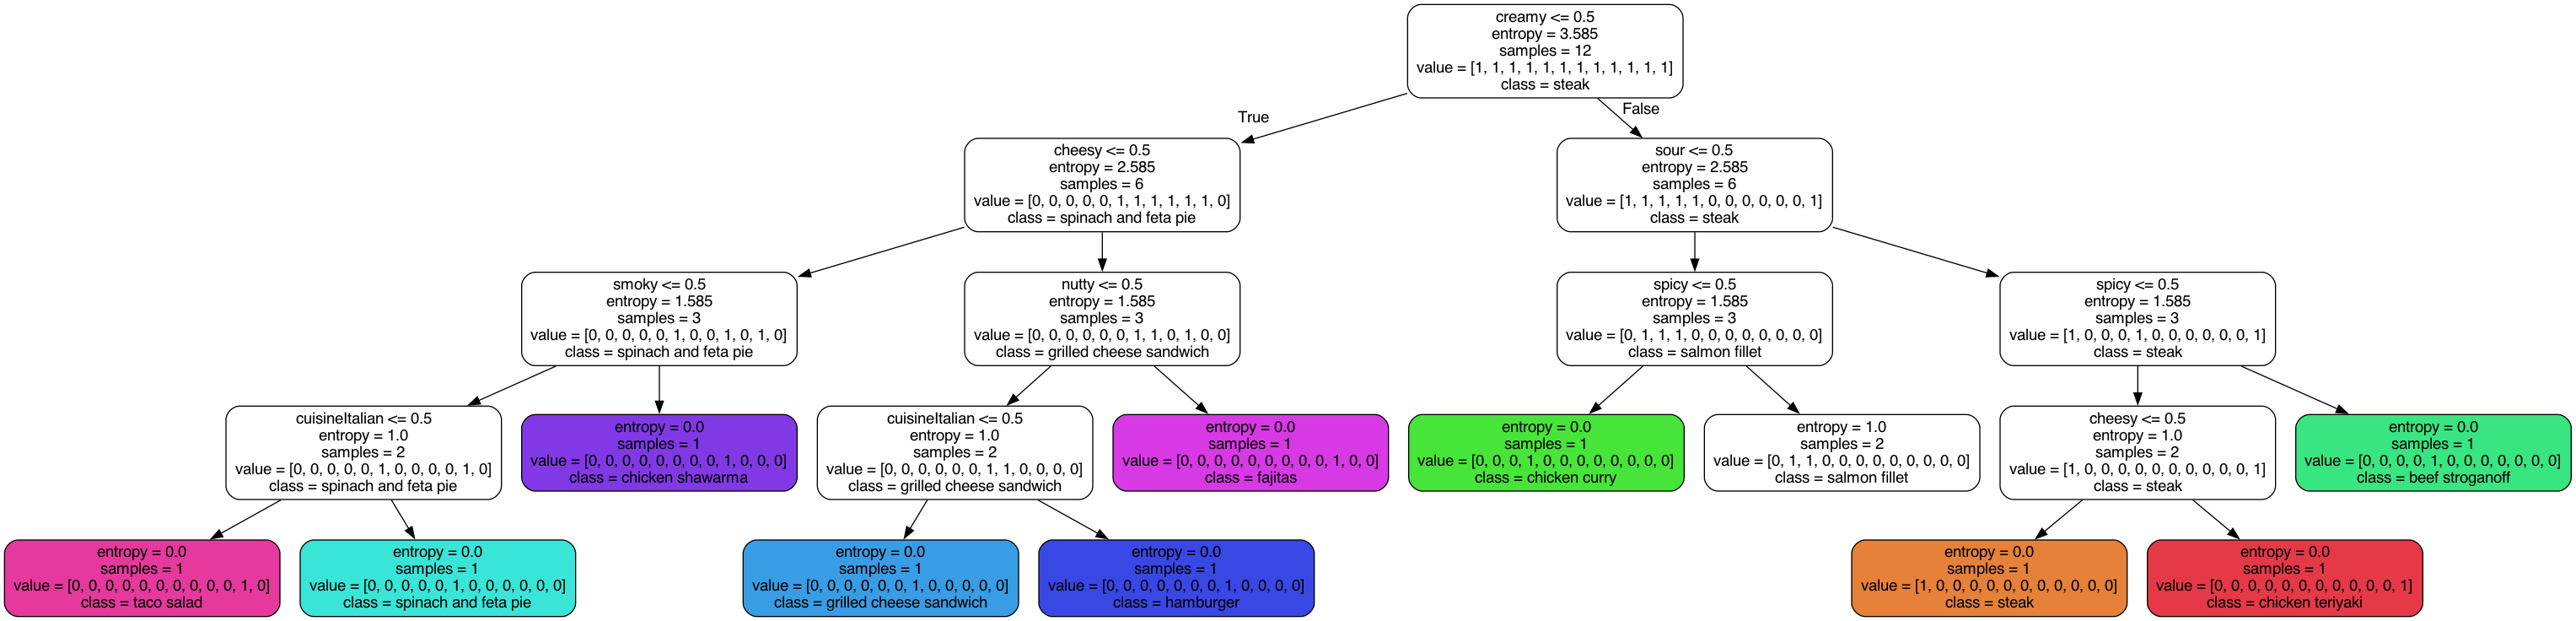 creamy <= 0.5
entropy = 3.585
samples = 12
value = [1, 1, 1, 1, 1, 1, 1, 1, 1, 1, 1, 1]
class = steak
True
False
cheesy <= 0.5
entropy = 2.585
samples = 6
value = [0, 0, 0, 0, 0, 1, 1, 1, 1, 1, 1, 0]
class = spinach and feta pie
sour <= 0.5
entropy = 2.585
samples = 6
value = [1, 1, 1, 1, 1, 0, 0, 0, 0, 0, 0, 1]
class = steak
smoky <= 0.5
entropy = 1.585
samples = 3
value = [0, 0, 0, 0, 0, 1, 0, 0, 1, 0, 1, 0]
class = spinach and feta pie
nutty <= 0.5
entropy = 1.585
samples = 3
value = [0, 0, 0, 0, 0, 0, 1, 1, 0, 1, 0, 0]
class = grilled cheese sandwich
spicy <= 0.5
entropy = 1.585
samples = 3
value = [0, 1, 1, 1, 0, 0, 0, 0, 0, 0, 0, 0]
class = salmon fillet
spicy <= 0.5
entropy = 1.585
samples = 3
value = [1, 0, 0, 0, 1, 0, 0, 0, 0, 0, 0, 1]
class = steak
cuisineItalian <= 0.5
entropy = 1.0
samples = 2
value = [0, 0, 0, 0, 0, 1, 0, 0, 0, 0, 1, 0]
class = spinach and feta pie
entropy = 0.0
samples = 1
value = [0, 0, 0, 0, 0, 0, 0, 0, 1, 0, 0, 0]
class = chicken shawarma
cuisineItalian <= 0.5
entropy = 1.0
samples = 2
value = [0, 0, 0, 0, 0, 0, 1, 1, 0, 0, 0, 0]
class = grilled cheese sandwich
entropy = 0.0
samples = 1
value = [0, 0, 0, 0, 0, 0, 0, 0, 0, 1, 0, 0]
class = fajitas
entropy = 0.0
samples = 1
value = [0, 0, 0, 1, 0, 0, 0, 0, 0, 0, 0, 0]
class = chicken curry
entropy = 1.0
samples = 2
value = [0, 1, 1, 0, 0, 0, 0, 0, 0, 0, 0, 0]
class = salmon fillet
cheesy <= 0.5
entropy = 1.0
samples = 2
value = [1, 0, 0, 0, 0, 0, 0, 0, 0, 0, 0, 1]
class = steak
entropy = 0.0
samples = 1
value = [0, 0, 0, 0, 1, 0, 0, 0, 0, 0, 0, 0]
class = beef stroganoff
entropy = 0.0
samples = 1
value = [0, 0, 0, 0, 0, 0, 0, 0, 0, 0, 1, 0]
class = taco salad
entropy = 0.0
samples = 1
value = [0, 0, 0, 0, 0, 1, 0, 0, 0, 0, 0, 0]
class = spinach and feta pie
entropy = 0.0
samples = 1
value = [0, 0, 0, 0, 0, 0, 1, 0, 0, 0, 0, 0]
class = grilled cheese sandwich
entropy = 0.0
samples = 1
value = [0, 0, 0, 0, 0, 0, 0, 1, 0, 0, 0, 0]
class = hamburger
entropy = 0.0
samples = 1
value = [1, 0, 0, 0, 0, 0, 0, 0, 0, 0, 0, 0]
class = steak
entropy = 0.0
samples = 1
value = [0, 0, 0, 0, 0, 0, 0, 0, 0, 0, 0, 1]
class = chicken teriyaki